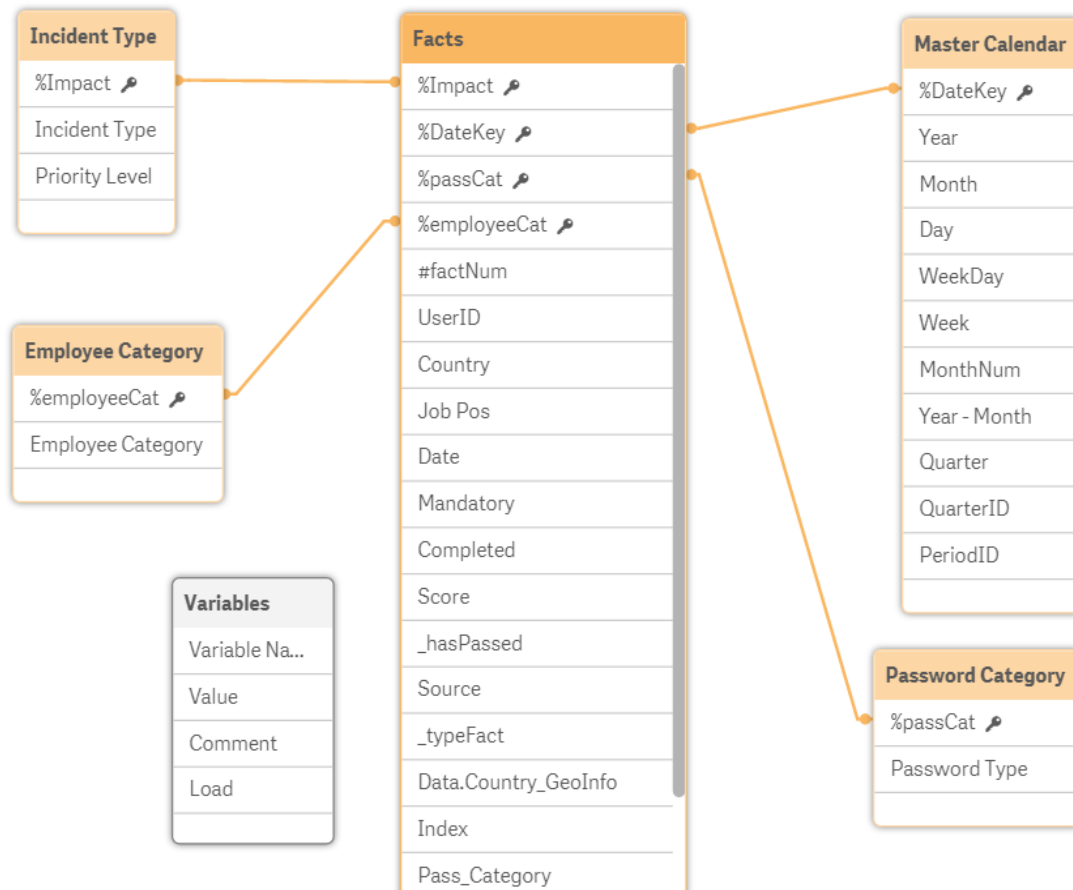 Incident Type
%Impact
Incident Type
Priority Level
Employee Category
%employeeCat
Employee Category
Variables
Variable Na...
Value
Comment
Load
Facts
%Impact
%DateKey
%passCat
%employeeCat
#factNum
UserID
Country
Job Pos
Date
Mandatory
Completed
Score
_hasPassed
Source
_typeFact
Data.Country_GeoInfo
Index
Pass_Category
Master Calendar
%DateKey
Year
Month
Day
WeekDay
Week
MonthNum
Year - Month
Quarter
QuarterID
PeriodID
Password Category
%passCat
Password Type